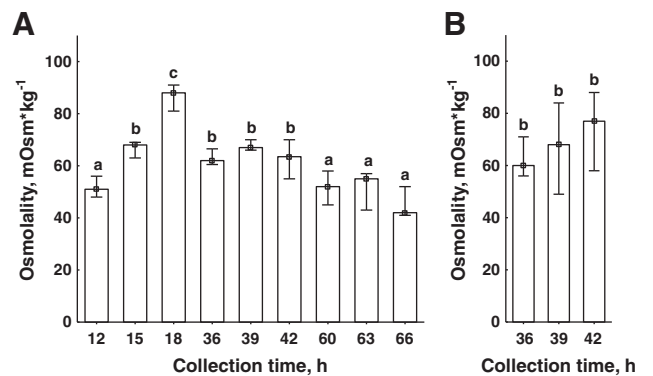 A
B
Osmolality, mOsm*kg-1
100
80
60
40
20
0
a
b
c
b
b
b
a
a
a
12 15 18 36 39 42 60 63 66
Collection time, h
Osmolality, mOsm*kg-1
100
80
60
40
20
0
b
b
b
36 39 42
Collection time, h